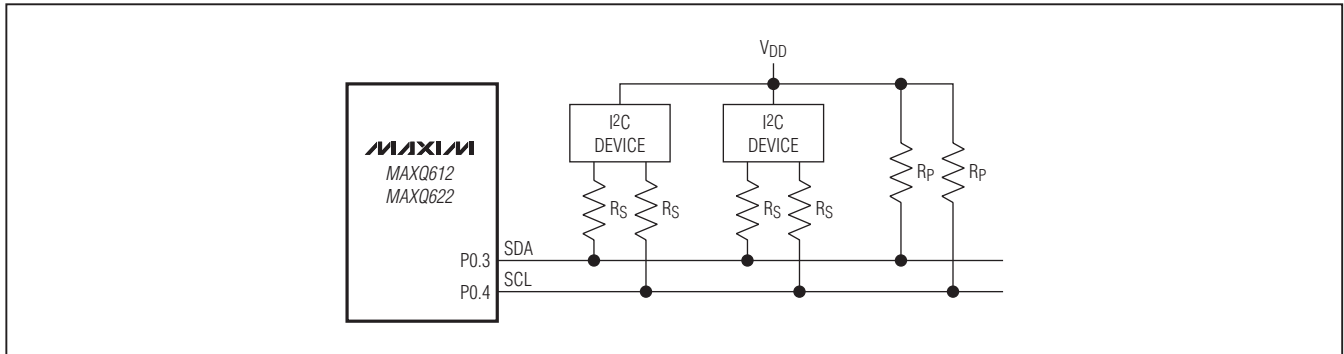 VDD
I2C
DEVICE
I2C
DEVICE
MAXIM
MAXQ612
MAXQ622
RS
RS
RS
RS
RP
RP
P0.3
SDA
P0.4
SCL